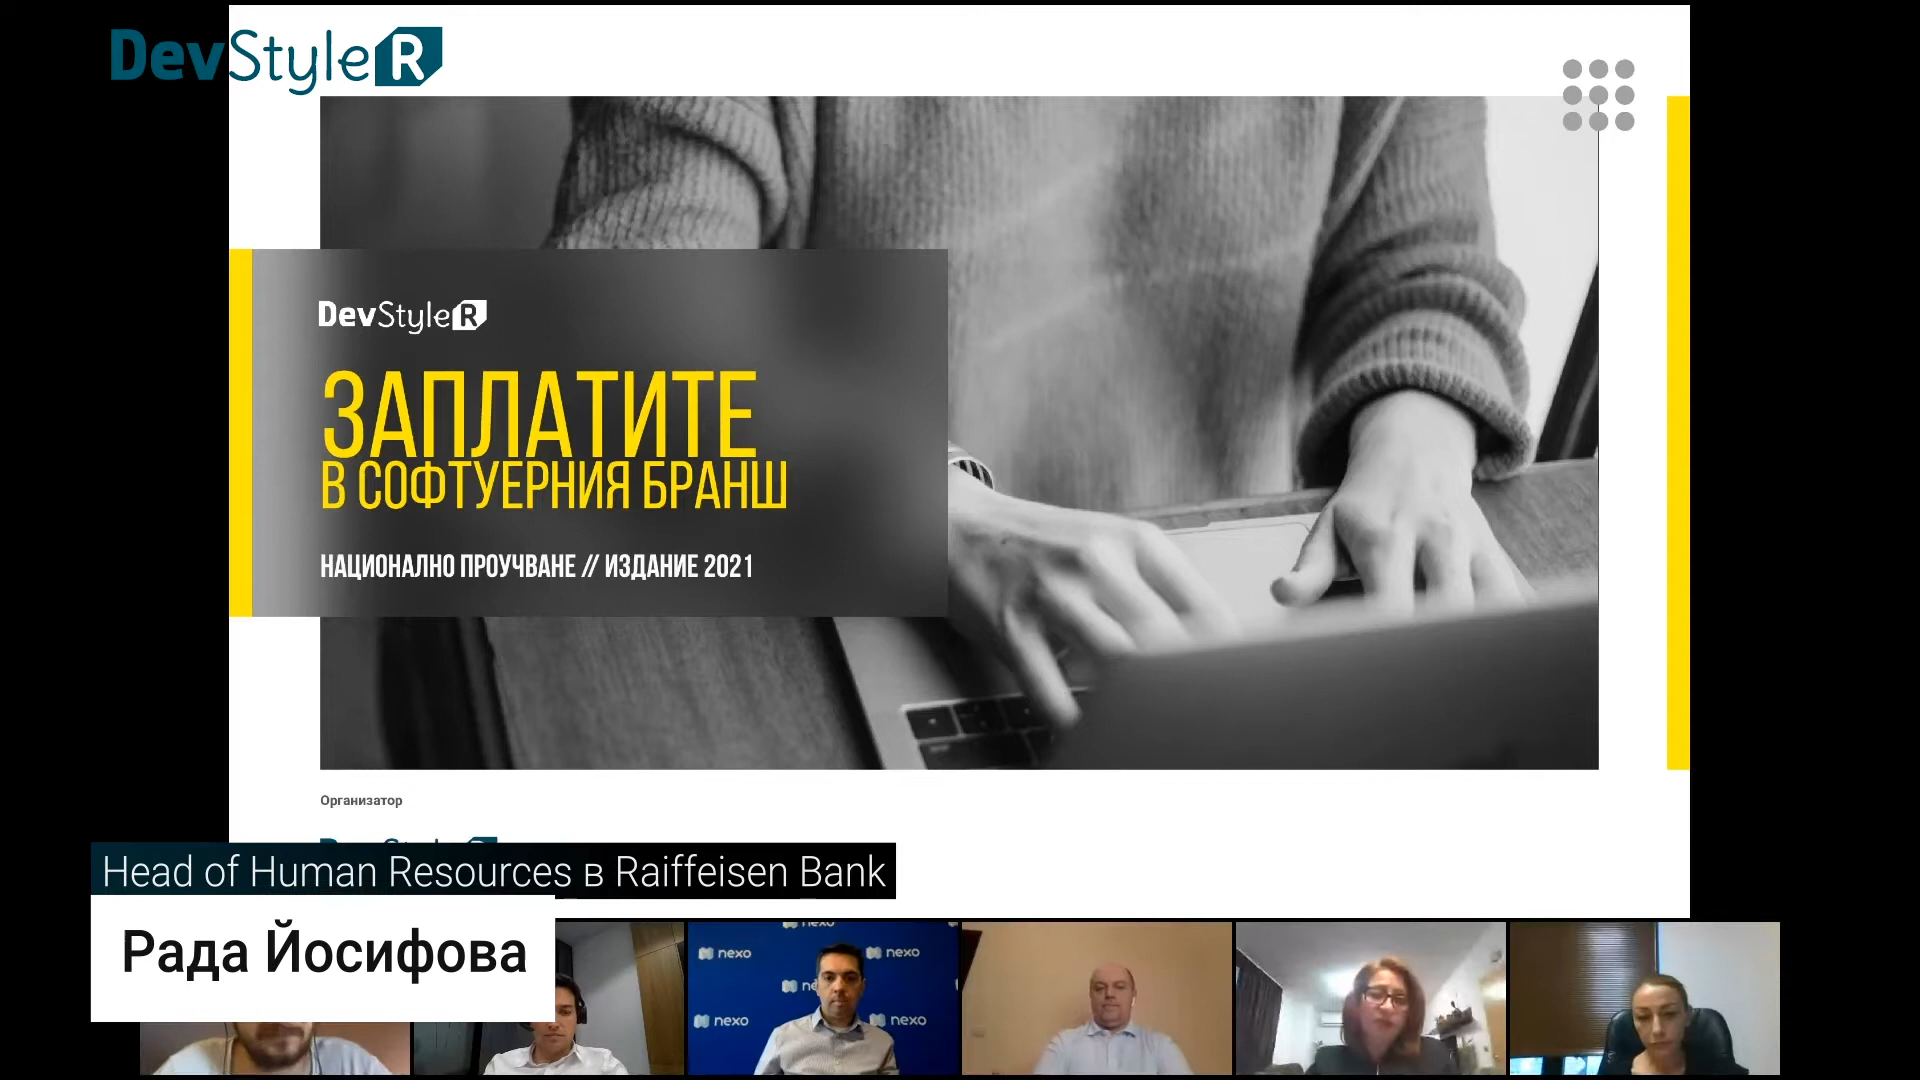 DevStyleR
DevStyleR
ЗАПЛАТИТЕ
В СОФТУЕРНИЯ БРАНШ
НАЦИОНАЛНО ПРОУЧВАНЕ // ИЗДАНИЕ 2021
Организатор
Head of Human Resources в Raiffeisen Bank
Рада Йосифова
nexo
nexo
nexo
nexo
nexo